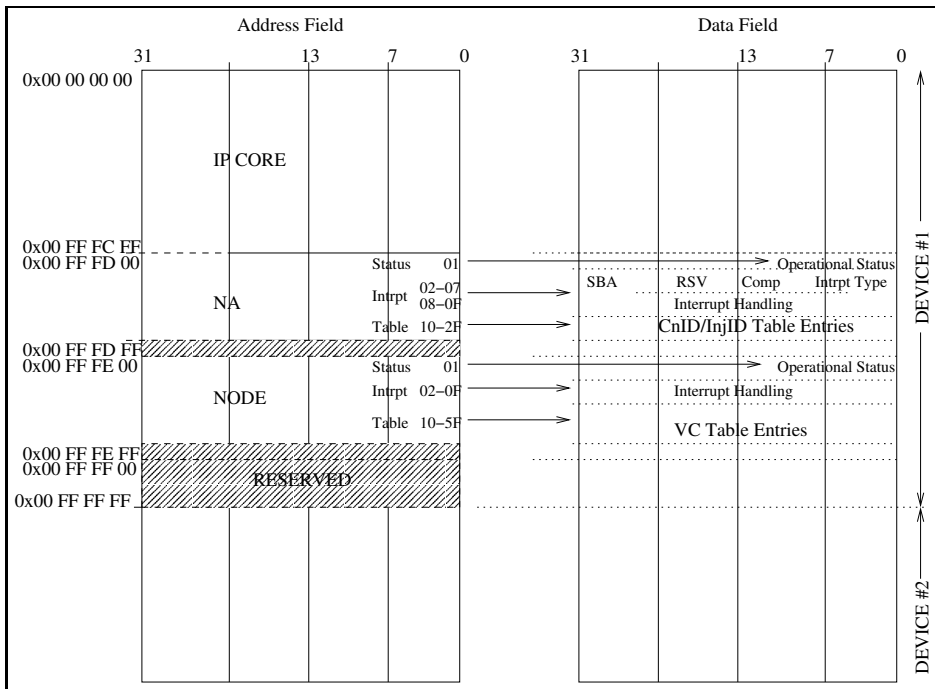 Address Field Data Field
31 13 7 0 31 13 7 0
0x00 00 00 00
IP CORE
0x00 FF FC FF
0x00 FF FD 00
Status 01 Operational Status
SBA RSV Comp Intrpt Type
Intrpt 02-07
08-0F Interrupt Handling
NA
Table 10-2F CnID/InjID Table Entries
0x00 FF FD FF
0x00 FF FE 00
Status 01 Operational Status
Intrpt 02-0F Interrupt Handling
NODE
Table 10-5F VC Table Entries
0x00 FF FE FF
0x00 FF FF 00
RESERVED
0x00 FF FF FF
DEVICE #1
DEVICE #2